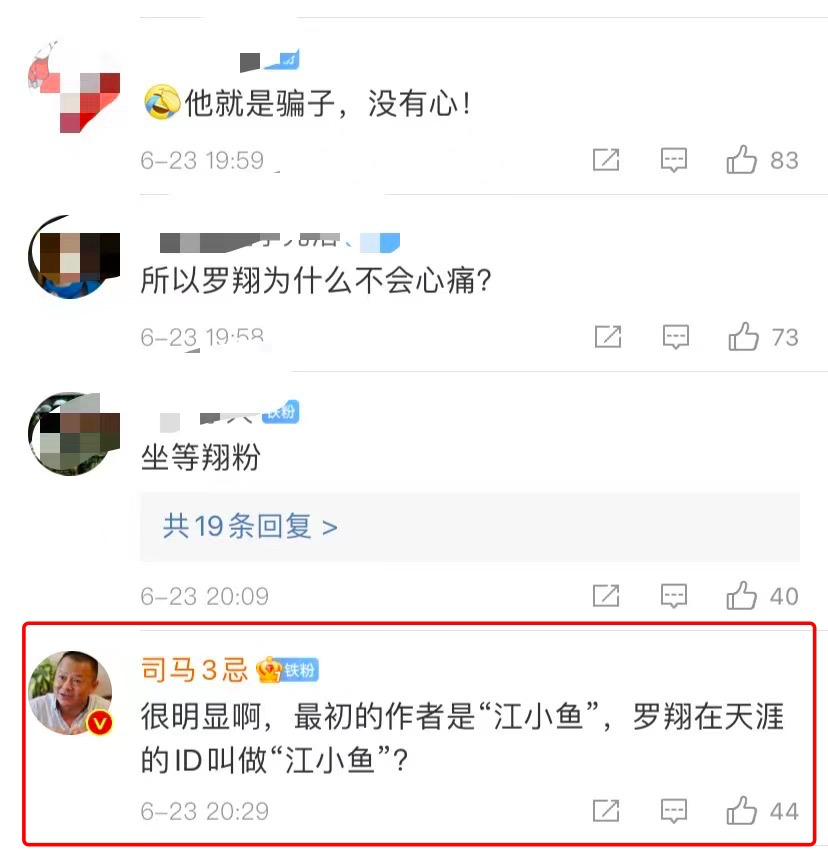 他就是骗子，没有心！
6-23 19:59
83
所以罗翔为什么不会心痛？
6-23 19:58
73
铁粉
坐等翔粉
共19条回复 >
6-23 20:09
40
司马3忌 铁粉
很明显啊，最初的作者是“江小鱼”，罗翔在天涯
的ID叫做“江小鱼”？
6-23 20:29
44